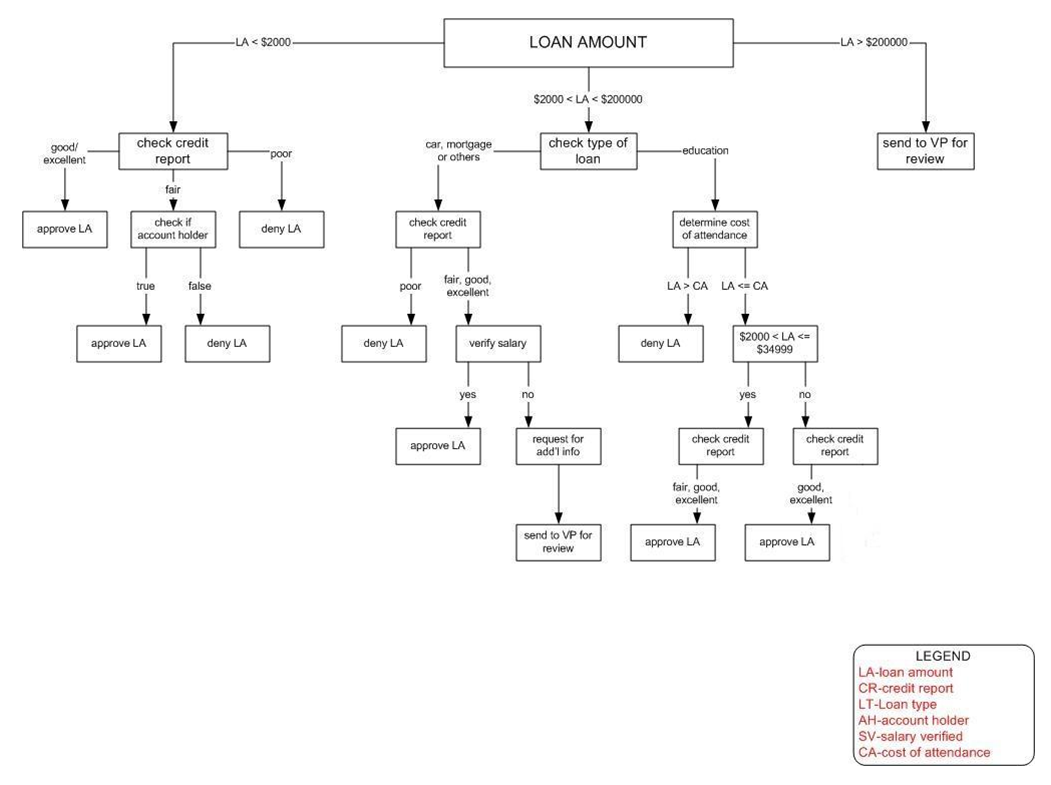 LOAN AMOUNT
LA < $2000
LA > $200000
$2000 < LA < $200000
good/
excellent
check credit
report
poor
car, mortgage
or others
check type of
loan
education
send to VP for
review
fair
approve LA
check if
account holder
deny LA
check credit
report
determine cost
of attendance
true
false
poor
fair, good,
excellent
LA > CA
LA <= CA
approve LA
deny LA
deny LA
verify salary
deny LA
$2000 < LA <=
$34999
yes
no
yes
no
approve LA
request for
add'l info
check credit
report
check credit
report
fair, good,
excellent
good,
excellent
send to VP for
review
approve LA
approve LA
LEGEND
LA-loan amount
CR-credit report
LT-Loan type
AH-account holder
SV-salary verified
CA-cost of attendance